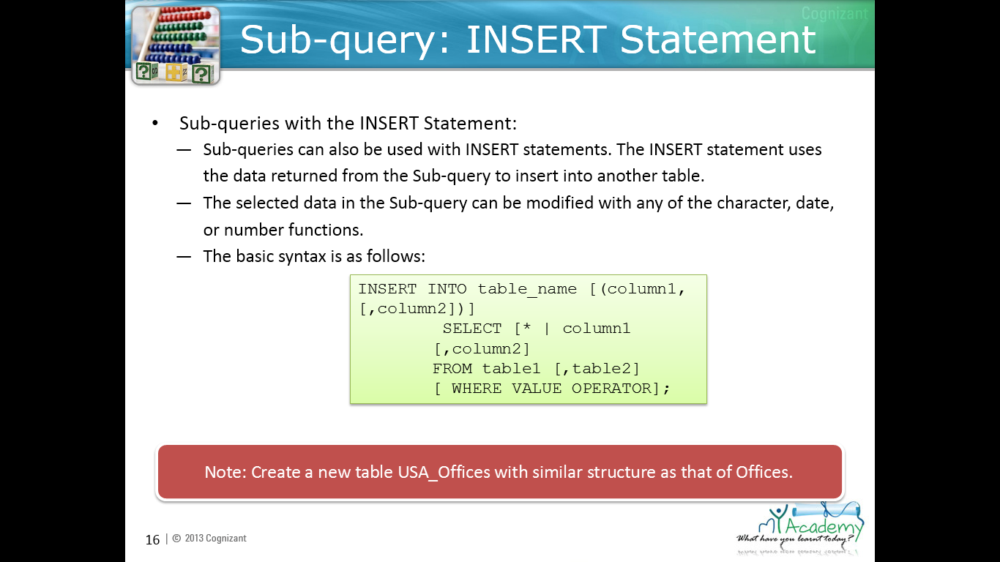 Cognizant
Sub-query: INSERT Statement
• Sub-queries with the INSERT Statement:
— Sub-queries can also be used with INSERT statements. The INSERT statement uses
the data returned from the Sub-query to insert into another table.
— The selected data in the Sub-query can be modified with any of the character, date,
or number functions.
— The basic syntax is as follows:
INSERT INTO table_name [(column1,
[,column2])]
SELECT [* | column1
[,column2]
FROM table1 [,table2]
[ WHERE VALUE OPERATOR];
Note: Create a new table USA_Offices with similar structure as that of Offices.
16 | © 2013 Cognizant
mYAcademy
What have you learnt today?